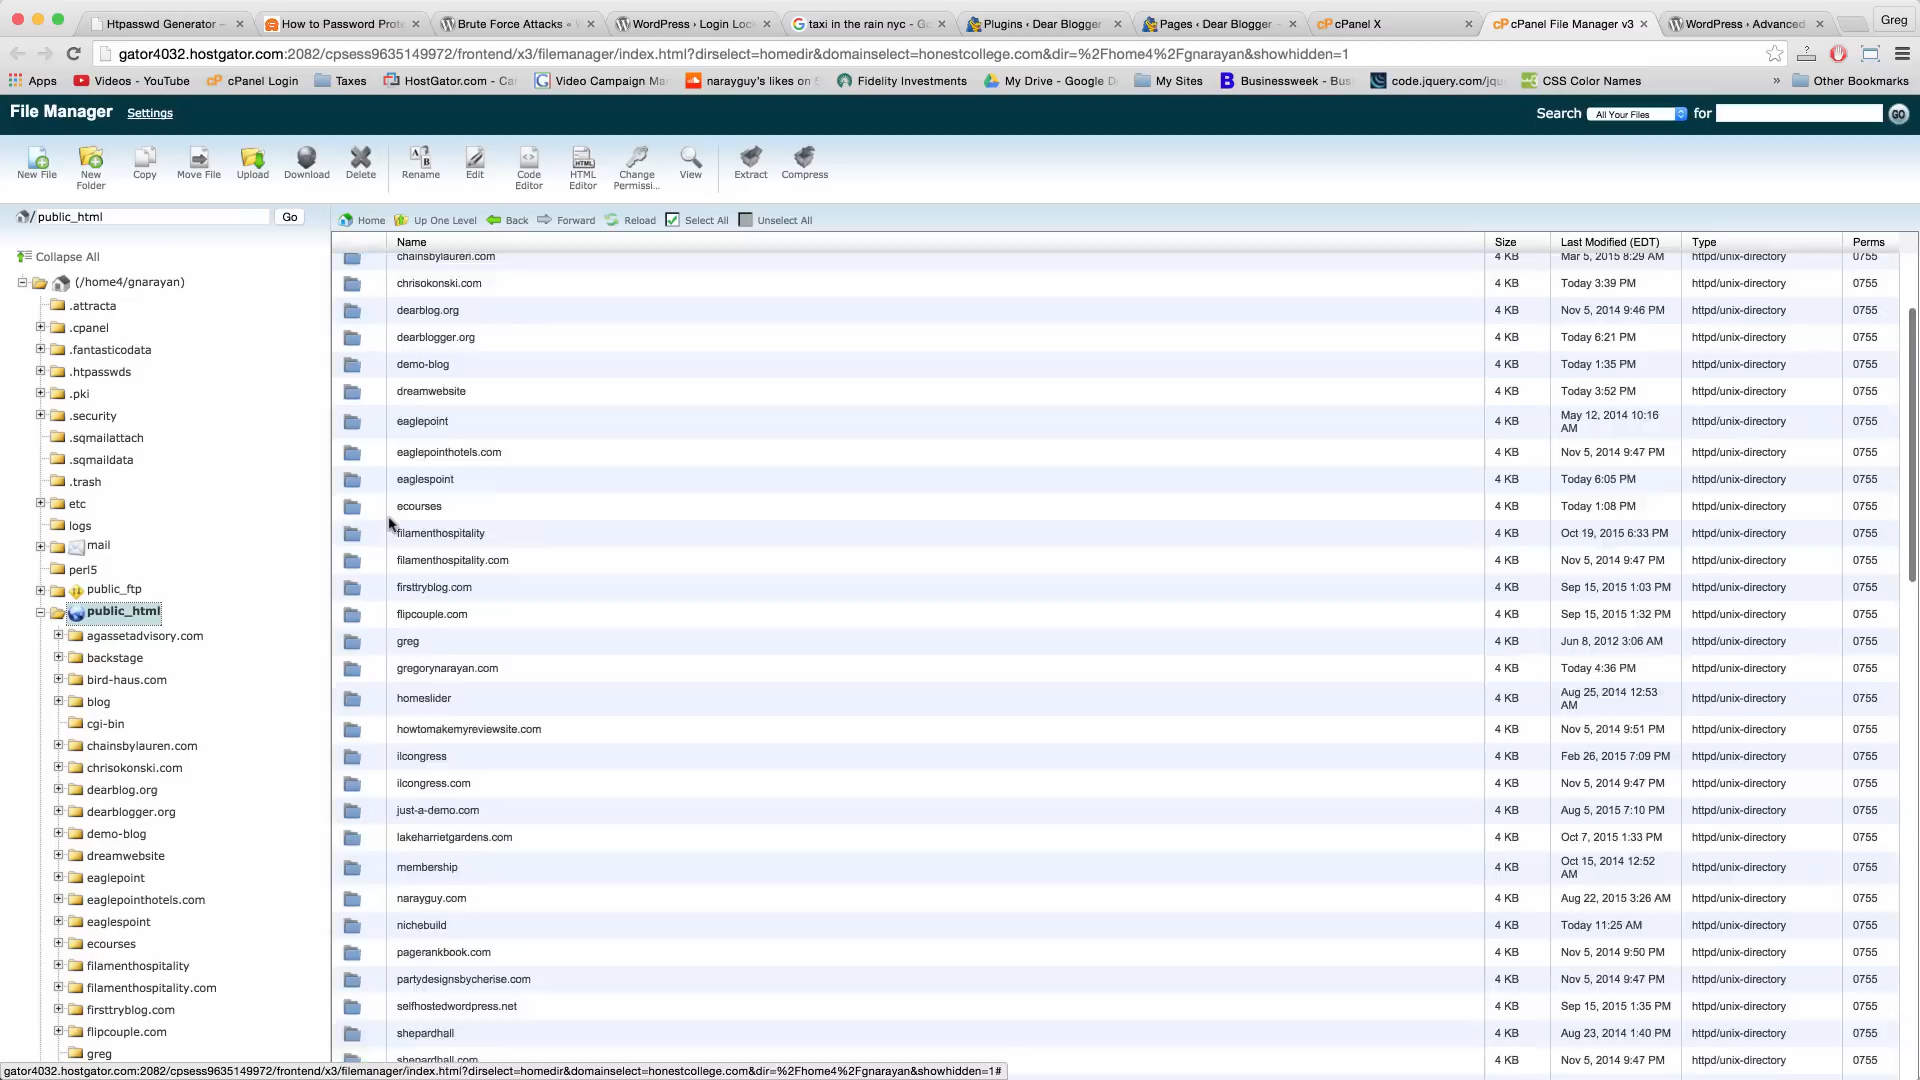 Htpasswd Generator –
How to Password Prote
Brute Force Attacks « W
WordPress › Login Lock
taxi in the rain nyc - Go
Plugins ‹ Dear Blogger
Pages ‹ Dear Blogger
cPanel X
cPanel File Manager v3
WordPress › Advanced
Greg
gator4032.hostgator.com:2082/cpsess9635149972/frontend/x3/filemanager/index.html?dirselect=homedir&domainselect=honestcollege.com&dir=%2Fhome4%2Fgnarayan&showhidden=1
Apps
Videos - YouTube
cPanel Login
Taxes
HostGator.com - Car
Video Campaign Ma
narayguy's likes on
Fidelity Investments
My Drive - Google D
My Sites
Businessweek - Bus
code.jquery.com/jqu
CSS Color Names
»
Other Bookmarks
File Manager
Settings
Search All Your Files for GO
New File
New Folder
Copy
Move File
Upload
Download
Delete
Rename
Edit
Code Editor
HTML Editor
Change Permissi...
View
Extract
Compress
/ public_html Go
Home
Up One Level
Back
Forward
Reload
Select All
Unselect All
Collapse All
(/home4/gnarayan)
.attracta
.cpanel
.fantasticodata
.htpasswds
.pki
.security
.sqmailattach
.sqmaildata
.trash
etc
logs
mail
perl5
public_ftp
public_html
agassetadvisory.com
backstage
bird-haus.com
blog
cgi-bin
chainsbylauren.com
chrisokonski.com
dearblog.org
dearblogger.org
demo-blog
dreamwebsite
eaglepoint
eaglepointhotels.com
eaglespoint
ecourses
filamenthospitality
filamenthospitality.com
firsttryblog.com
flipcouple.com
greg
Name Size Last Modified (EDT) Type Perms
chainsbylauren.com 4 KB Mar 5, 2015 8:29 AM httpd/unix-directory 0755
chrisokonski.com 4 KB Today 3:39 PM httpd/unix-directory 0755
dearblog.org 4 KB Nov 5, 2014 9:46 PM httpd/unix-directory 0755
dearblogger.org 4 KB Today 6:21 PM httpd/unix-directory 0755
demo-blog 4 KB Today 1:35 PM httpd/unix-directory 0755
dreamwebsite 4 KB Today 3:52 PM httpd/unix-directory 0755
eaglepoint 4 KB May 12, 2014 10:16 AM httpd/unix-directory 0755
eaglepointhotels.com 4 KB Nov 5, 2014 9:47 PM httpd/unix-directory 0755
eaglespoint 4 KB Today 6:05 PM httpd/unix-directory 0755
ecourses 4 KB Today 1:08 PM httpd/unix-directory 0755
filamenthospitality 4 KB Oct 19, 2015 6:33 PM httpd/unix-directory 0755
filamenthospitality.com 4 KB Nov 5, 2014 9:47 PM httpd/unix-directory 0755
firsttryblog.com 4 KB Sep 15, 2015 1:03 PM httpd/unix-directory 0755
flipcouple.com 4 KB Sep 15, 2015 1:32 PM httpd/unix-directory 0755
greg 4 KB Jun 8, 2012 3:06 AM httpd/unix-directory 0755
gregorynarayan.com 4 KB Today 4:36 PM httpd/unix-directory 0755
homeslider 4 KB Aug 25, 2014 12:53 AM httpd/unix-directory 0755
howtomakemyreviewsite.com 4 KB Nov 5, 2014 9:51 PM httpd/unix-directory 0755
ilcongress 4 KB Feb 26, 2015 7:09 PM httpd/unix-directory 0755
ilcongress.com 4 KB Nov 5, 2014 9:47 PM httpd/unix-directory 0755
just-a-demo.com 4 KB Aug 5, 2015 7:10 PM httpd/unix-directory 0755
lakeharrietgardens.com 4 KB Oct 7, 2015 1:33 PM httpd/unix-directory 0755
membership 4 KB Oct 15, 2014 12:52 AM httpd/unix-directory 0755
narayguy.com 4 KB Aug 22, 2015 3:26 AM httpd/unix-directory 0755
nichebuild 4 KB Today 11:25 AM httpd/unix-directory 0755
pagerankbook.com 4 KB Nov 5, 2014 9:50 PM httpd/unix-directory 0755
partydesignsbycherise.com 4 KB Nov 5, 2014 9:47 PM httpd/unix-directory 0755
selfhostedwordpress.net 4 KB Sep 15, 2015 1:35 PM httpd/unix-directory 0755
shepardhall 4 KB Aug 23, 2014 1:40 PM httpd/unix-directory 0755
shepardhall.com 4 KB Nov 5, 2014 9:47 PM httpd/unix-directory 0755
gator4032.hostgator.com:2082/cpsess9635149972/frontend/x3/filemanager/index.html?dirselect=homedir&domainselect=honestcollege.com&dir=%2Fhome4%2Fgnarayan&showhidden=1#